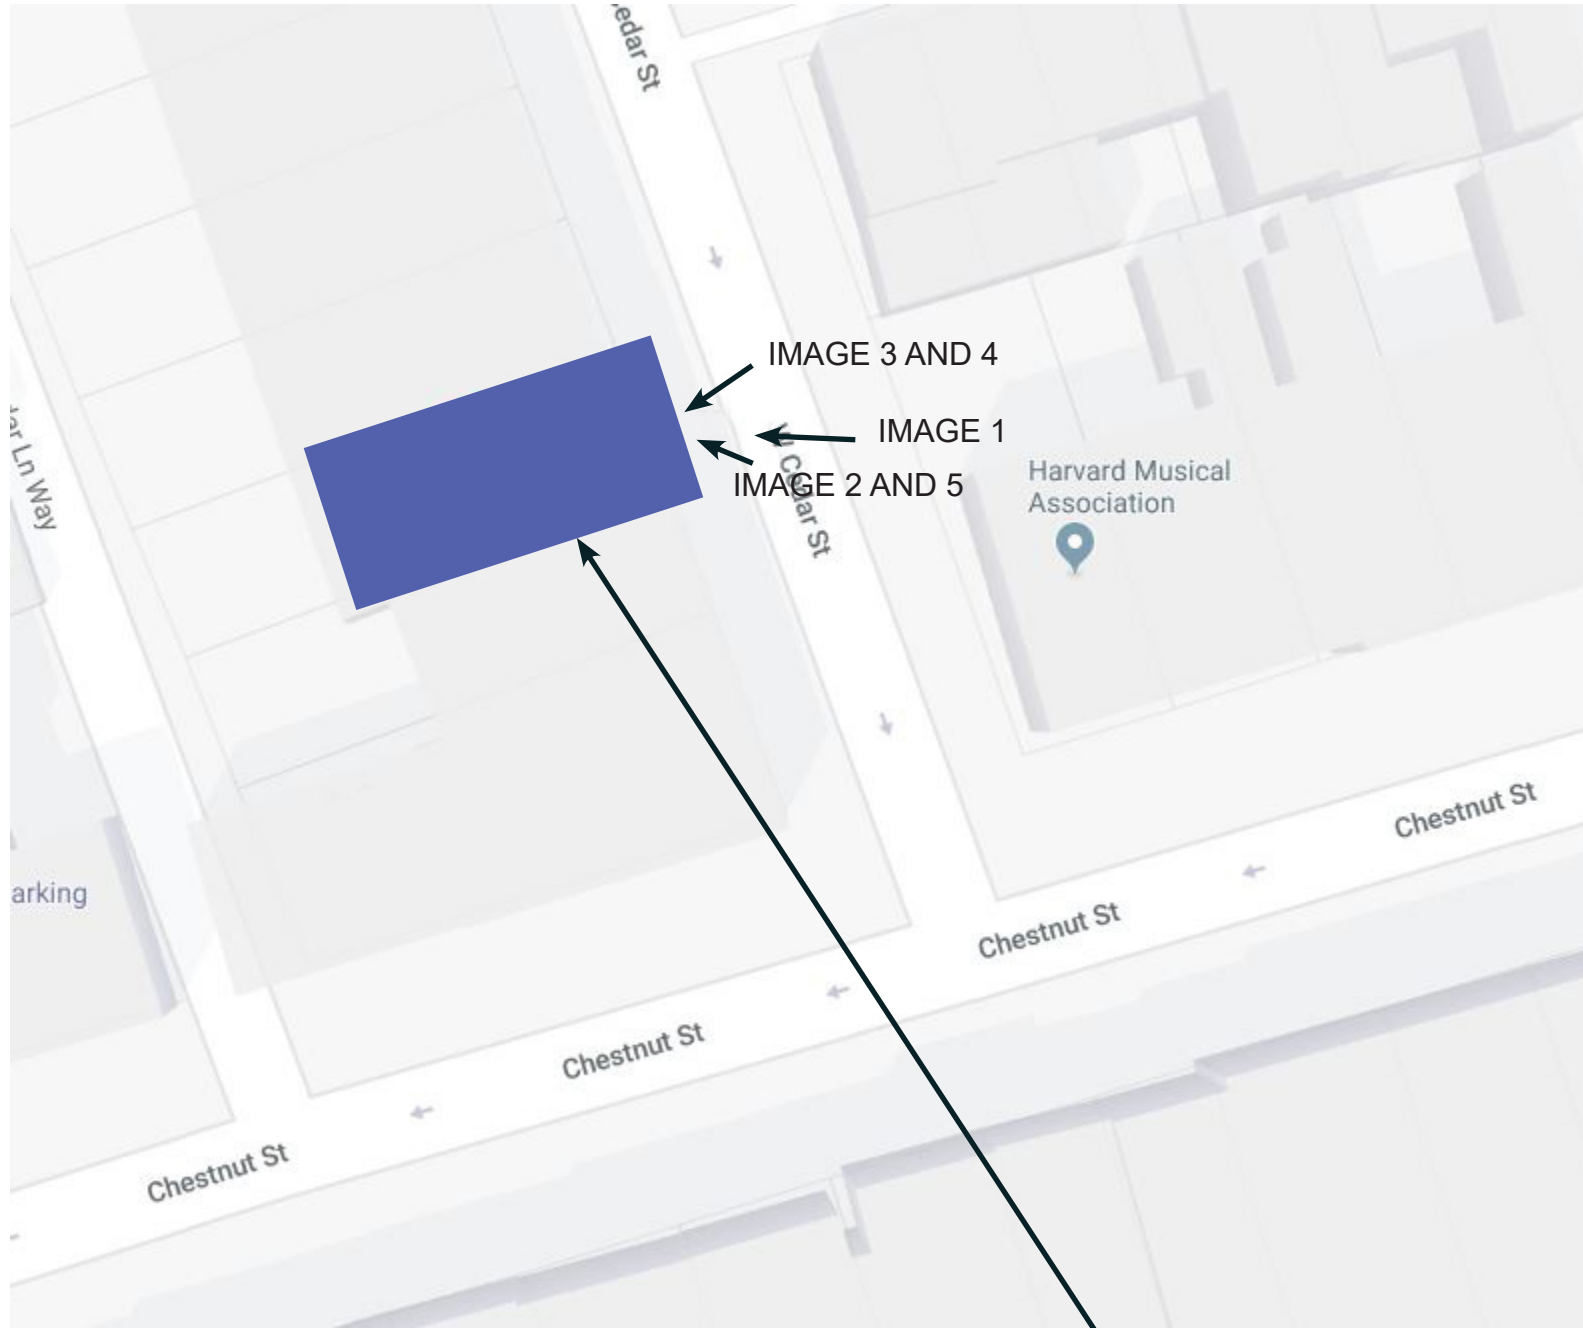 edar St
IMAGE 3 AND 4
IMAGE 1
W Cedar St
IMAGE 2 AND 5
Harvard Musical
Association
Ln Way
Chestnut St
arking
Chestnut St
Chestnut St
Chestnut St